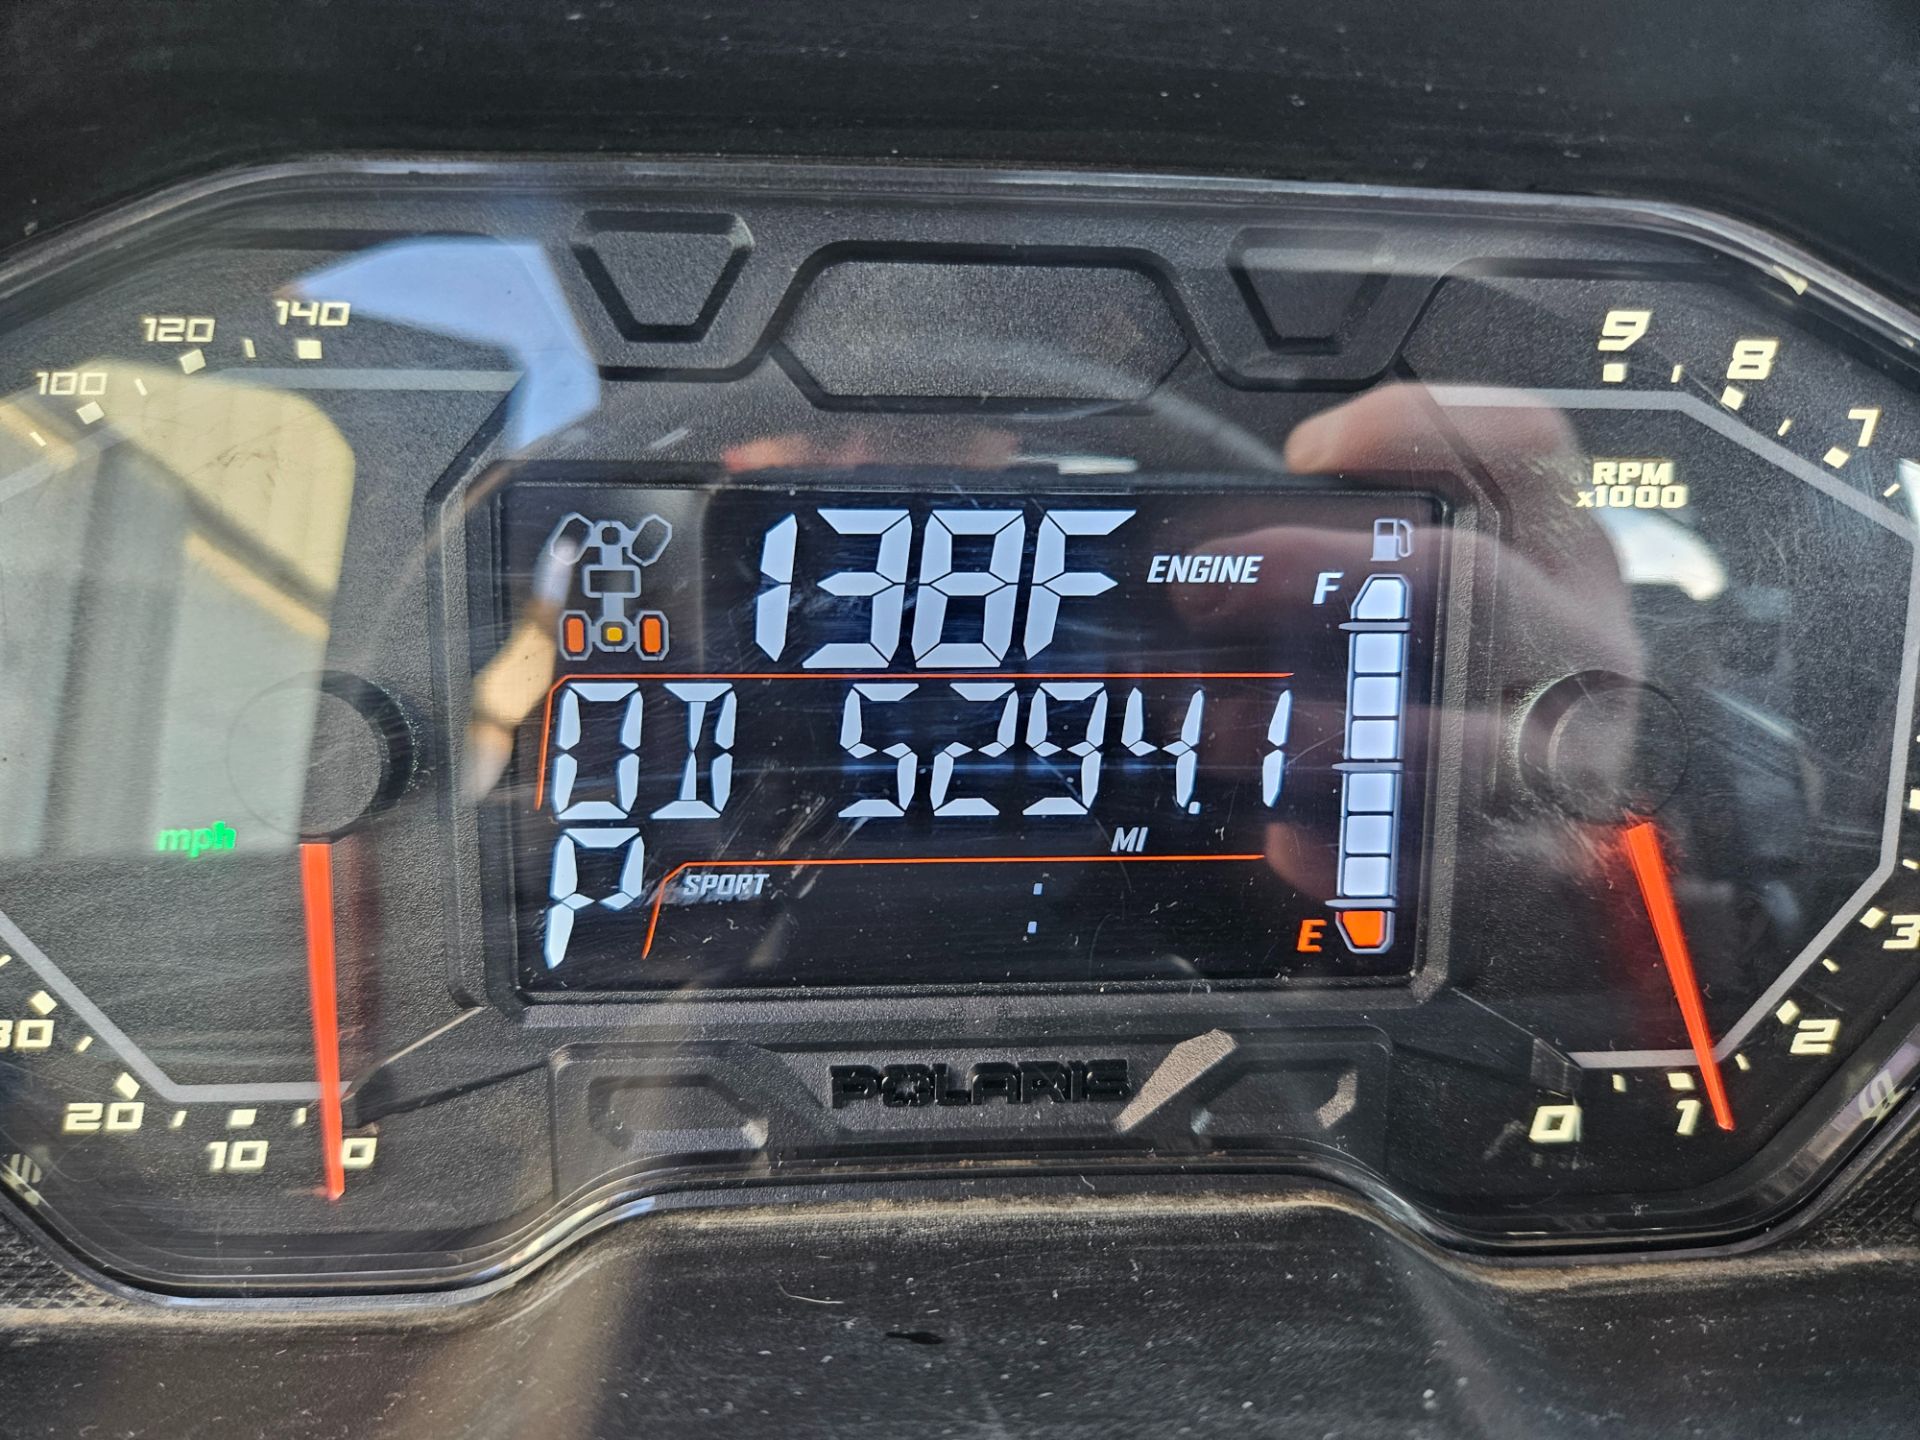 140
120
100
mph
30
20
10
0
138F ENGINE
OD 5294.1
MI
P SPORT :
F
E
POLARIS
9
8
7
RPM
x1000
3
2
1
0